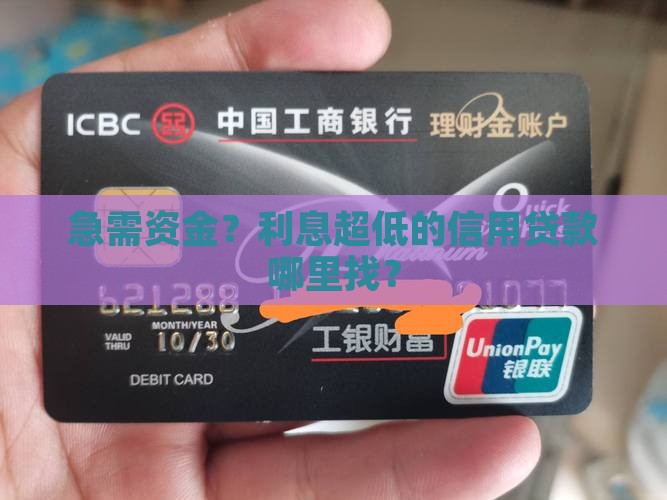 ICBC 中国工商银行 理财金账户
Quick
急需资金？利息超低的信用贷款
哪里找？
VALID THRU
MONTH/YEAR
10/30
工银财富
DEBIT CARD
UnionPay
银联